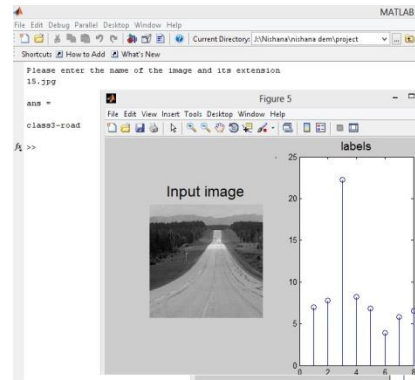 MATLAB
File Edit Debug Parallel Desktop Window Help
Current Directory: J:\Nishana\nishana dem\project
Shortcuts How to Add What's New
Please enter the name of the image and its extension
15.jpg
ans =
class3-road
fx >>
Figure 5
File Edit View Insert Tools Desktop Window Help
Input image
labels
25
20
15
10
5
0
0 2 4 6 8